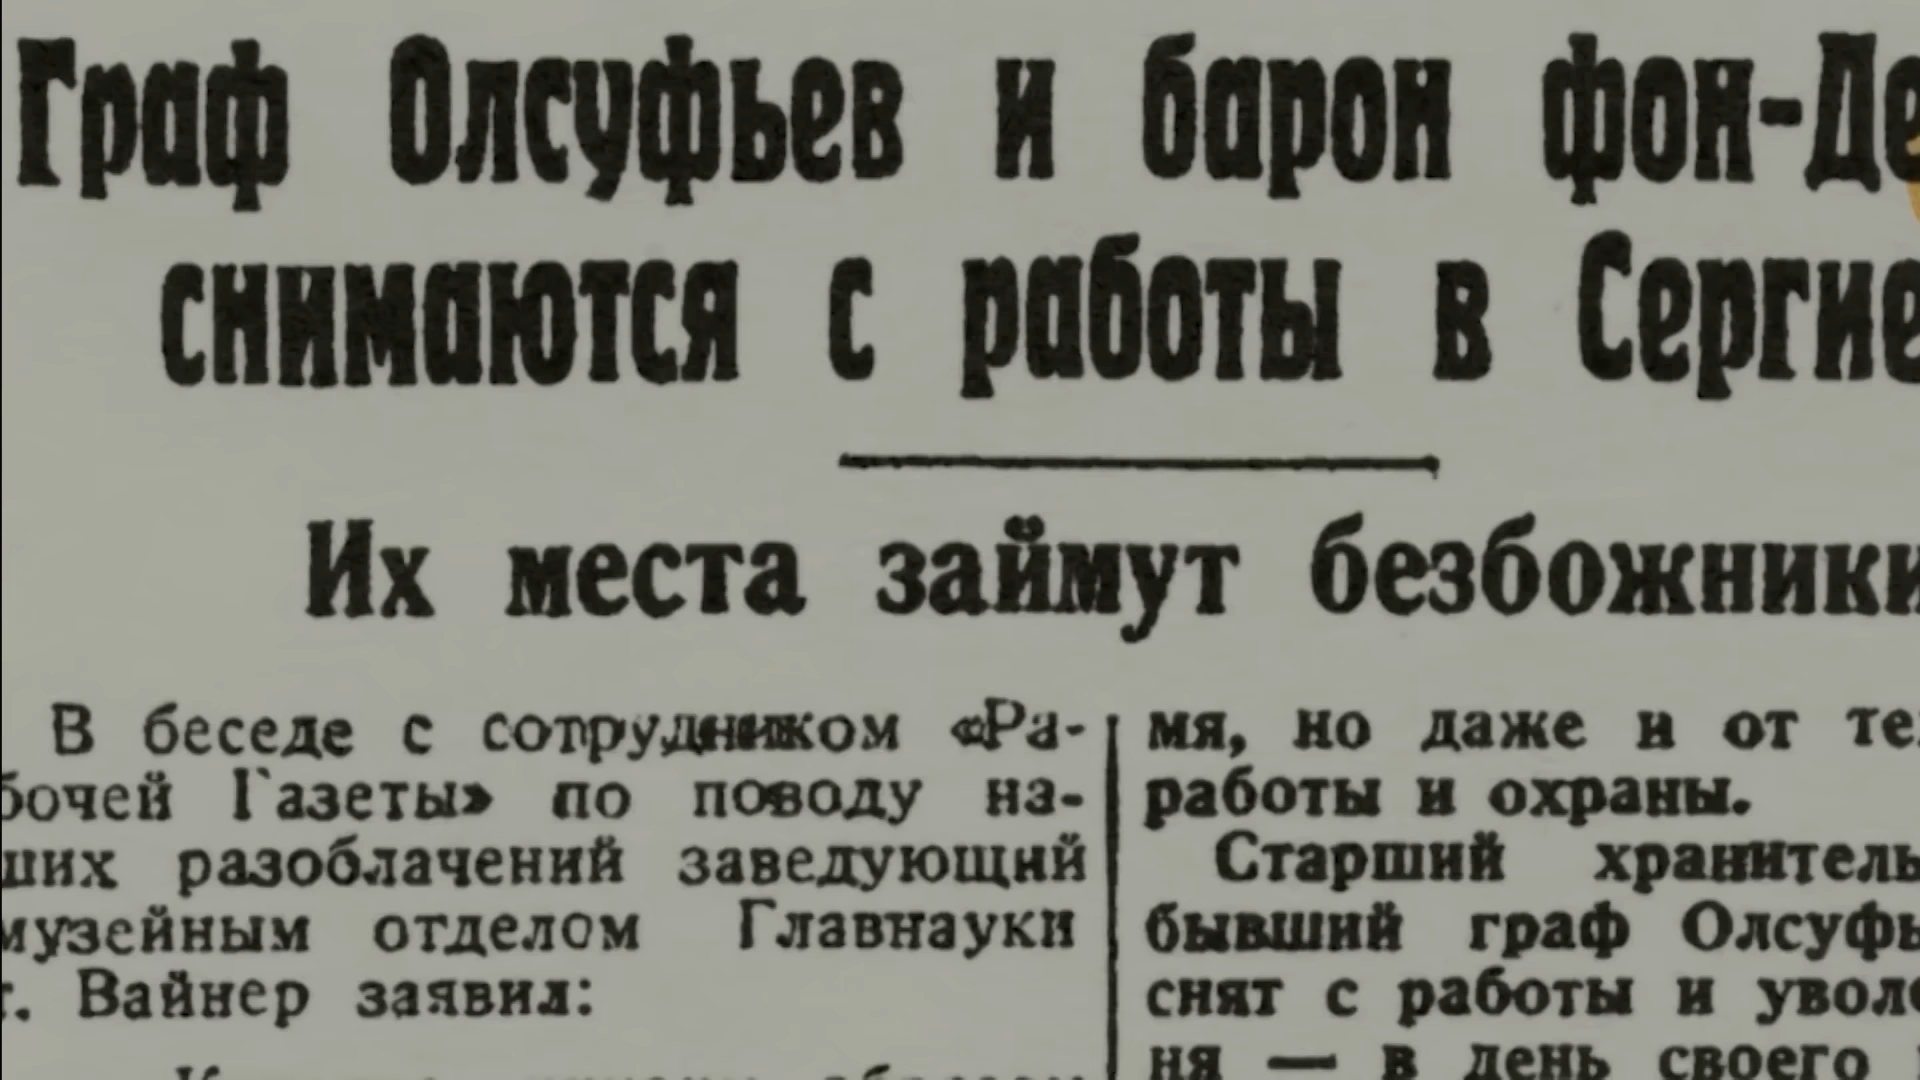 Граф Олсуфьев и барон фон-Де
снимаются с работы в Сергие
Их места займут безбожники
В беседе с сотрудником «Ра-
бочей Газеты» по поводу на-
ших разоблачений заведующий
музейным отделом Главнауки
т. Вайнер заявил:
мя, но даже и от те
работы и охраны.
Старший хранитель
бывший граф Олсуфь
снят с работы и уволе
ня — в день своего